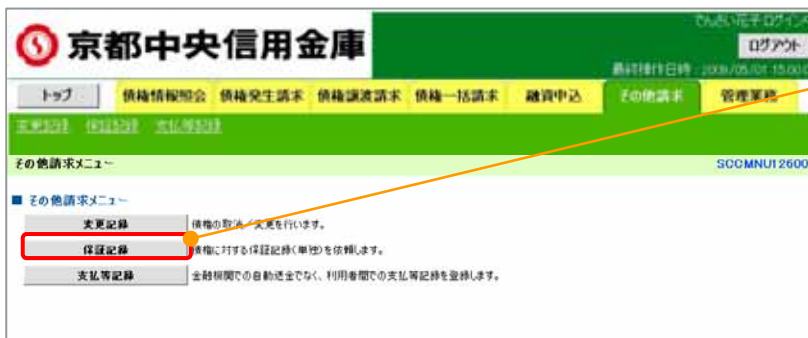 京都中央信用金庫
でんさい花子 ログイン中
ログアウト
最終操作日時：2009/05/01 15:00:0
トップ 債権情報照会 債権発生請求 債権譲渡請求 債権一括請求 融資申込 その他請求 管理業務
変更記録 保証記録 支払等記録
その他請求メニュー SCCMNU12600
■ その他請求メニュー
変更記録 債権の取消／変更を行います。
保証記録 債権に対する保証記録(単独)を依頼します。
支払等記録 金融機関での自動送金でなく、利用者間での支払等記録を登録します。